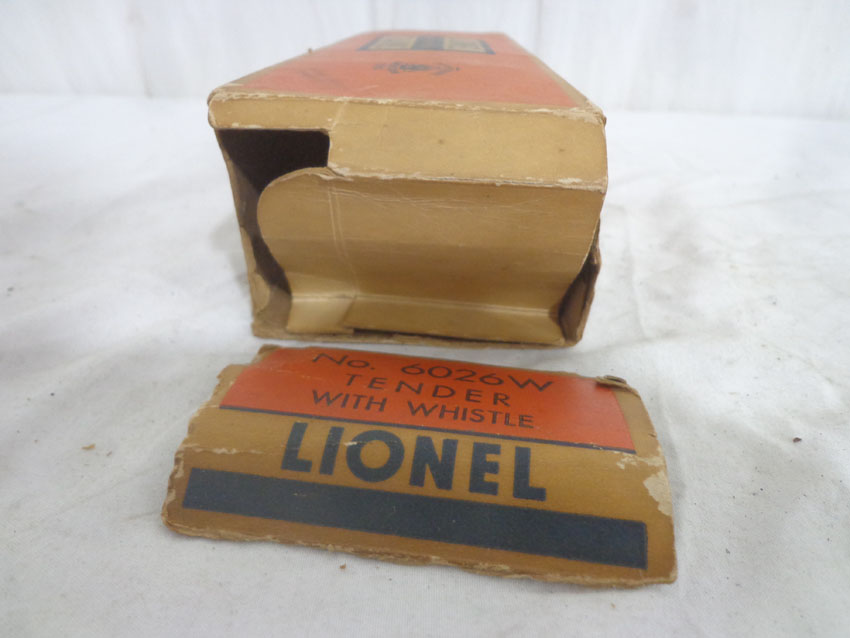 No. 6026W
TENDER
WITH WHISTLE
LIONEL